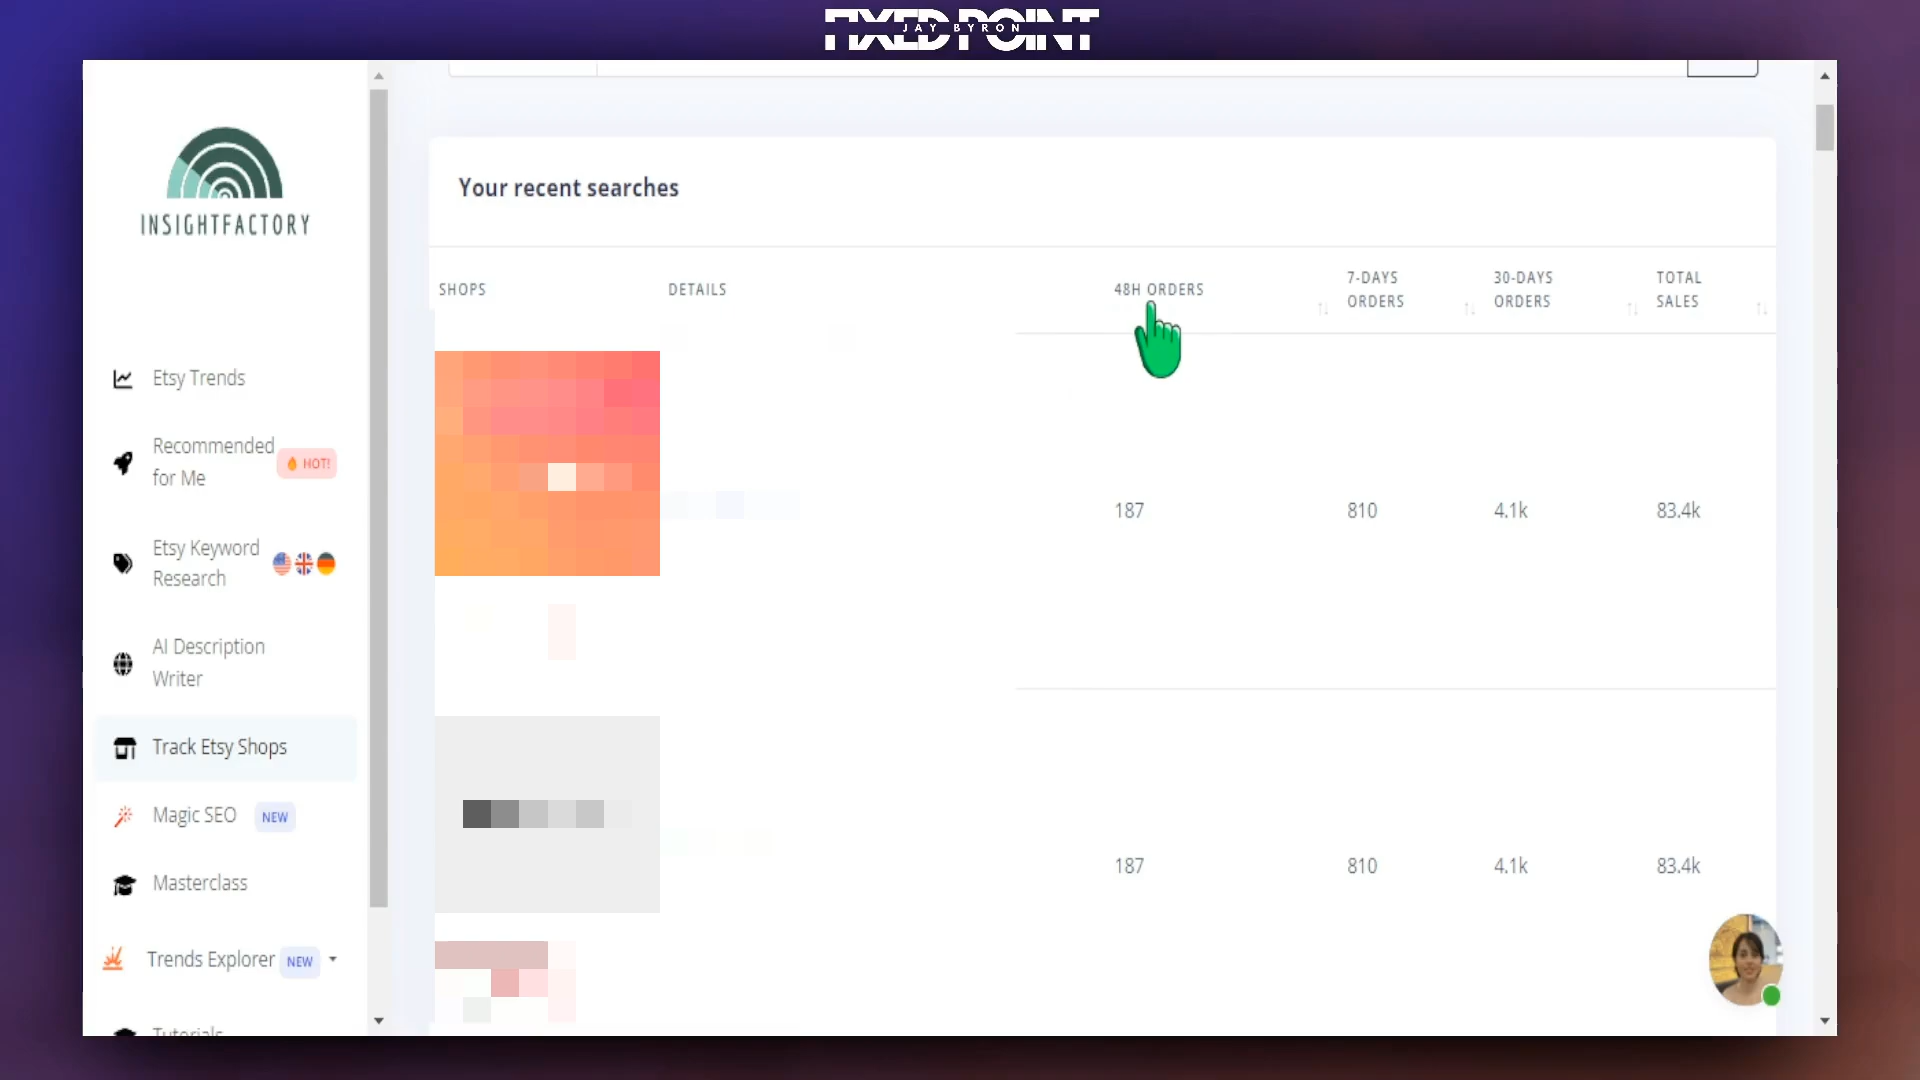 FIXED POINT
JAY BYRON
INSIGHTFACTORY
Etsy Trends
Recommended
for Me
HOT!
Etsy Keyword
Research
AI Description
Writer
Track Etsy Shops
Magic SEO NEW
Masterclass
Trends Explorer NEW
Tutorials
Your recent searches
SHOPS DETAILS 48H ORDERS 7-DAYS ORDERS 30-DAYS ORDERS TOTAL SALES
187 810 4.1k 83.4k
187 810 4.1k 83.4k